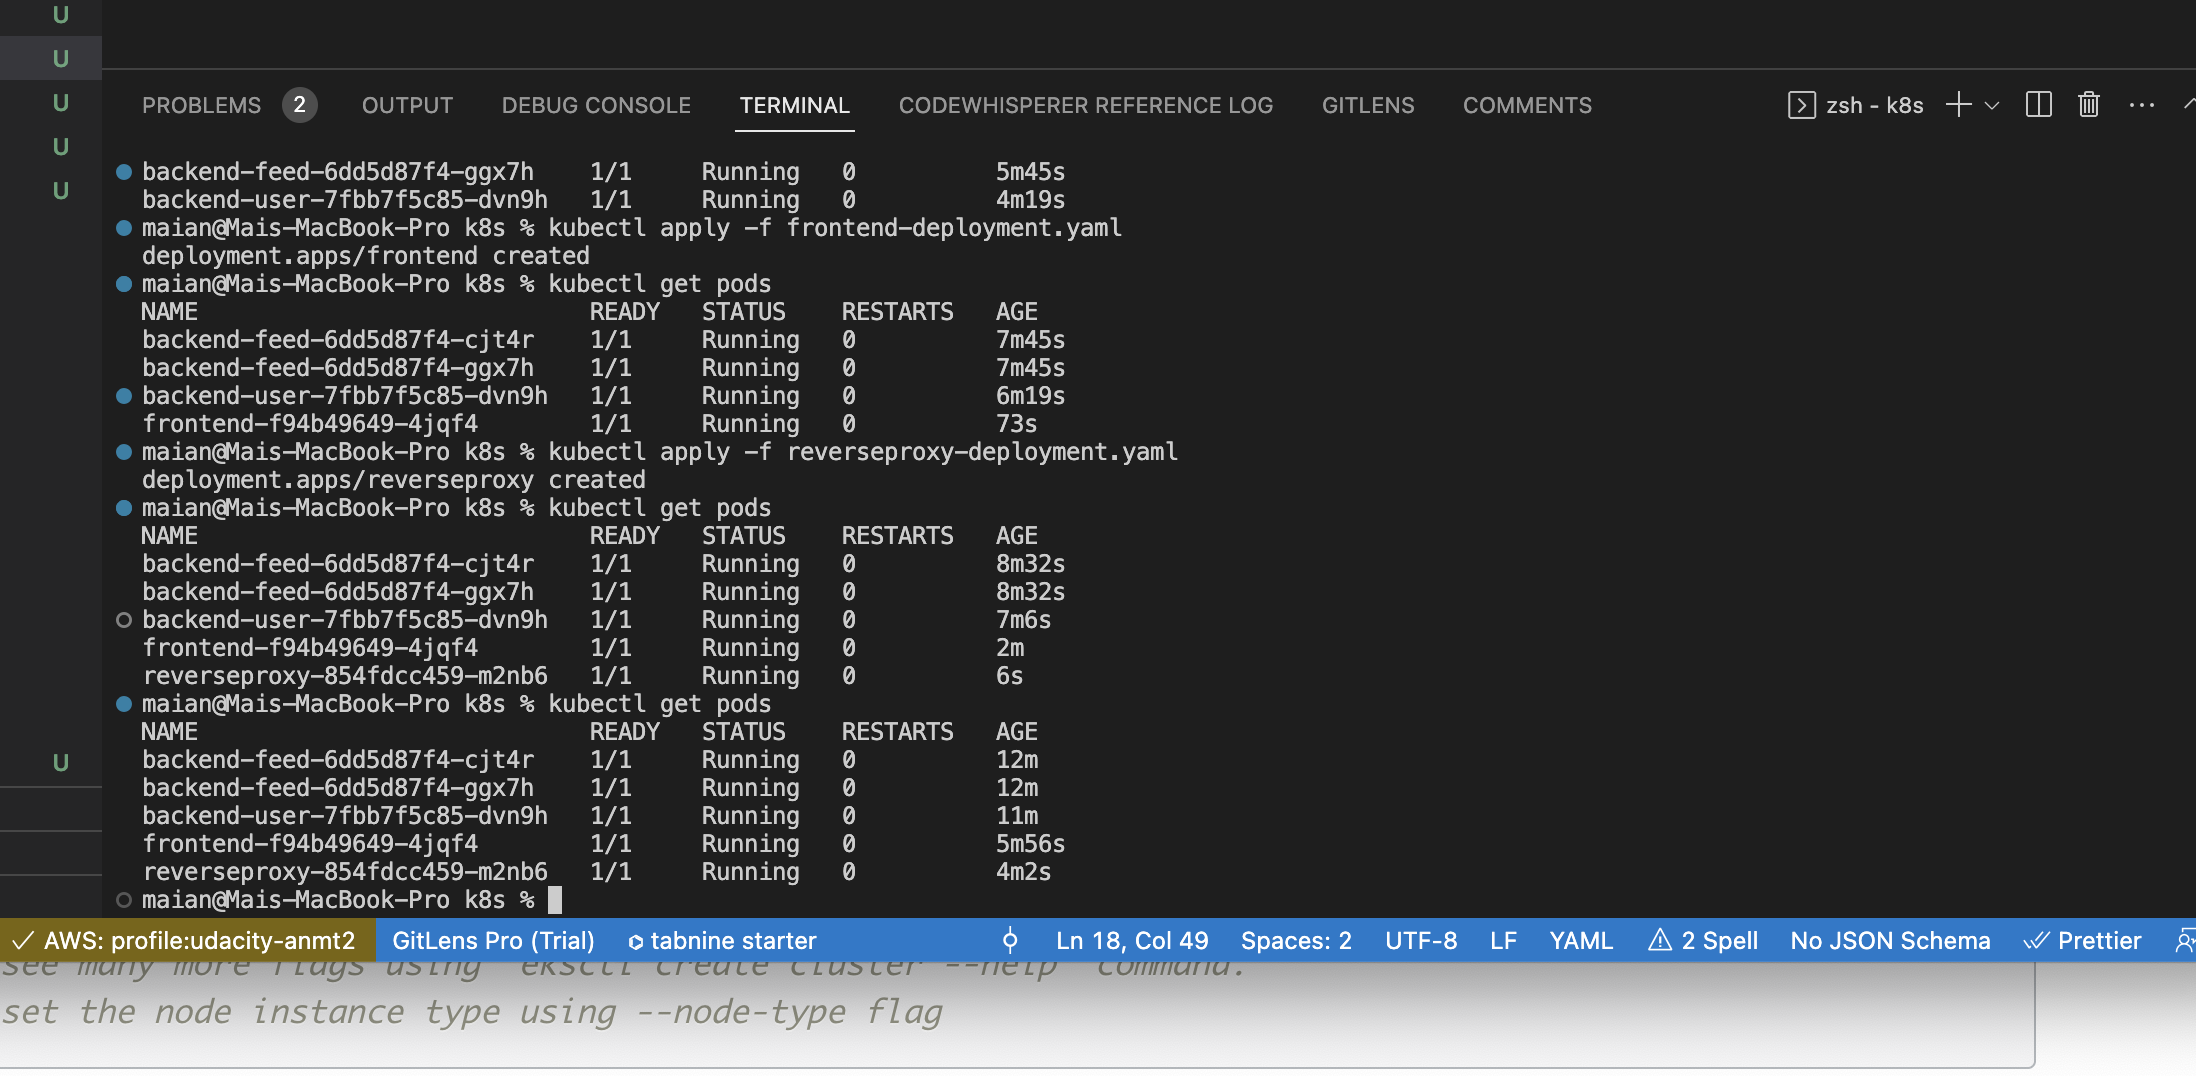 U
U
U
U
U
U
PROBLEMS 2 OUTPUT DEBUG CONSOLE TERMINAL CODEWHISPERER REFERENCE LOG GITLENS COMMENTS zsh - k8s
backend-feed-6dd5d87f4-ggx7h 1/1 Running 0 5m45s
backend-user-7fbb7f5c85-dvn9h 1/1 Running 0 4m19s
maian@Mais-MacBook-Pro k8s % kubectl apply -f frontend-deployment.yaml
deployment.apps/frontend created
maian@Mais-MacBook-Pro k8s % kubectl get pods
NAME READY STATUS RESTARTS AGE
backend-feed-6dd5d87f4-cjt4r 1/1 Running 0 7m45s
backend-feed-6dd5d87f4-ggx7h 1/1 Running 0 7m45s
backend-user-7fbb7f5c85-dvn9h 1/1 Running 0 6m19s
frontend-f94b49649-4jqf4 1/1 Running 0 73s
maian@Mais-MacBook-Pro k8s % kubectl apply -f reverseproxy-deployment.yaml
deployment.apps/reverseproxy created
maian@Mais-MacBook-Pro k8s % kubectl get pods
NAME READY STATUS RESTARTS AGE
backend-feed-6dd5d87f4-cjt4r 1/1 Running 0 8m32s
backend-feed-6dd5d87f4-ggx7h 1/1 Running 0 8m32s
backend-user-7fbb7f5c85-dvn9h 1/1 Running 0 7m6s
frontend-f94b49649-4jqf4 1/1 Running 0 2m
reverseproxy-854fdcc459-m2nb6 1/1 Running 0 6s
maian@Mais-MacBook-Pro k8s % kubectl get pods
NAME READY STATUS RESTARTS AGE
backend-feed-6dd5d87f4-cjt4r 1/1 Running 0 12m
backend-feed-6dd5d87f4-ggx7h 1/1 Running 0 12m
backend-user-7fbb7f5c85-dvn9h 1/1 Running 0 11m
frontend-f94b49649-4jqf4 1/1 Running 0 5m56s
reverseproxy-854fdcc459-m2nb6 1/1 Running 0 4m2s
maian@Mais-MacBook-Pro k8s %
AWS: profile:udacity-anmt2 GitLens Pro (Trial) tabnine starter Ln 18, Col 49 Spaces: 2 UTF-8 LF YAML 2 Spell No JSON Schema Prettier
see many more flags using `eksctl create cluster --help` command.
set the node instance type using --node-type flag